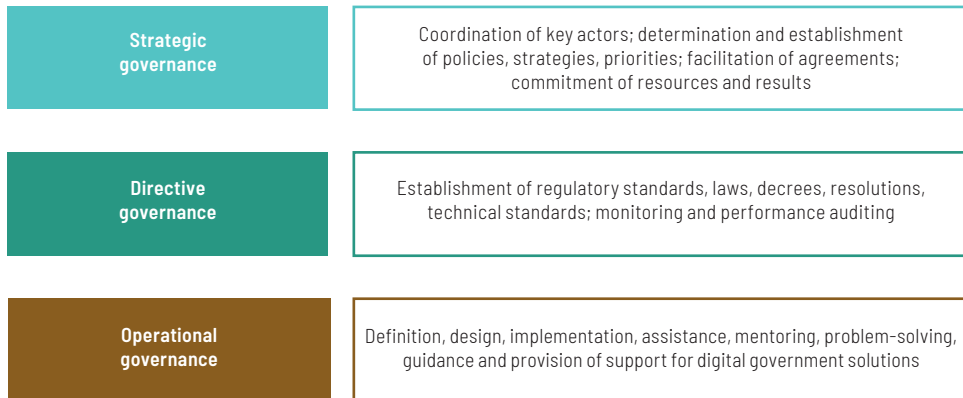 Strategic
governance
Coordination of key actors; determination and establishment
of policies, strategies, priorities; facilitation of agreements;
commitment of resources and results
Directive
governance
Establishment of regulatory standards, laws, decrees, resolutions,
technical standards; monitoring and performance auditing
Operational
governance
Definition, design, implementation, assistance, mentoring, problem-solving,
guidance and provision of support for digital government solutions